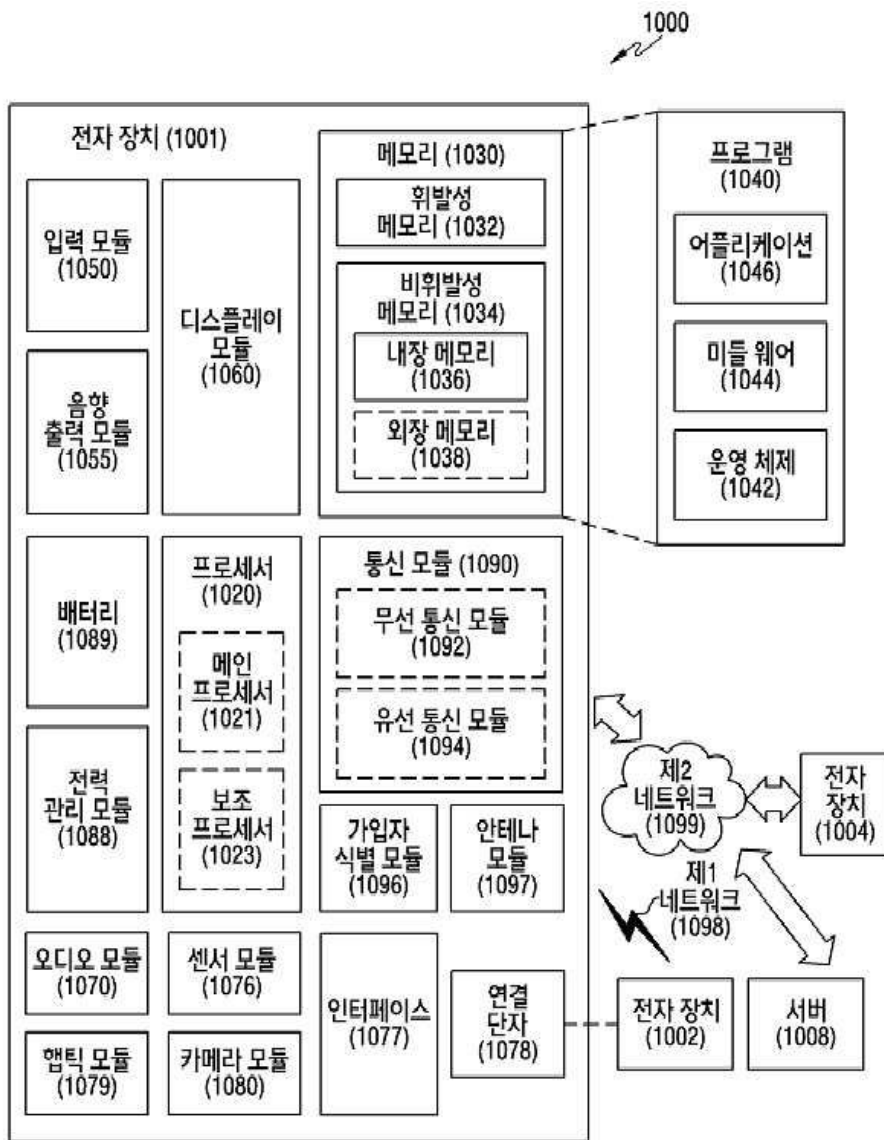 1000
전자 장치 (1001)
입력 모듈
(1050)
음향
출력 모듈
(1055)
디스플레이
모듈
(1060)
메모리 (1030)
휘발성
메모리 (1032)
비휘발성
메모리 (1034)
내장 메모리
(1036)
외장 메모리
(1038)
프로그램
(1040)
어플리케이션
(1046)
미들 웨어
(1044)
운영 체제
(1042)
배터리
(1089)
전력
관리 모듈
(1088)
프로세서
(1020)
메인
프로세서
(1021)
보조
프로세서
(1023)
통신 모듈 (1090)
무선 통신 모듈
(1092)
유선 통신 모듈
(1094)
가입자
식별 모듈
(1096)
안테나
모듈
(1097)
제2
네트워크
(1099)
전자
장치
(1004)
제1
네트워크
(1098)
오디오 모듈
(1070)
센서 모듈
(1076)
인터페이스
(1077)
연결
단자
(1078)
전자 장치
(1002)
서버
(1008)
햅틱 모듈
(1079)
카메라 모듈
(1080)